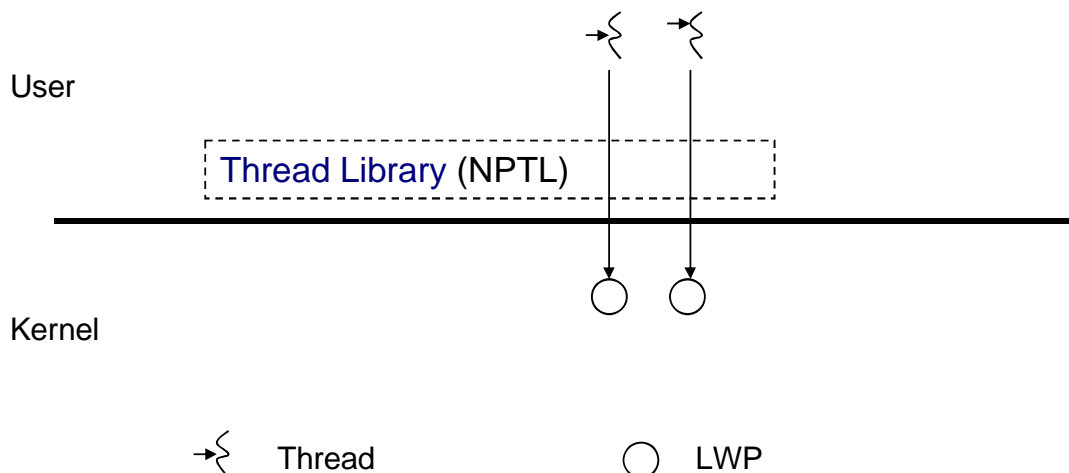 User
Thread Library (NPTL)
Kernel
Thread
LWP